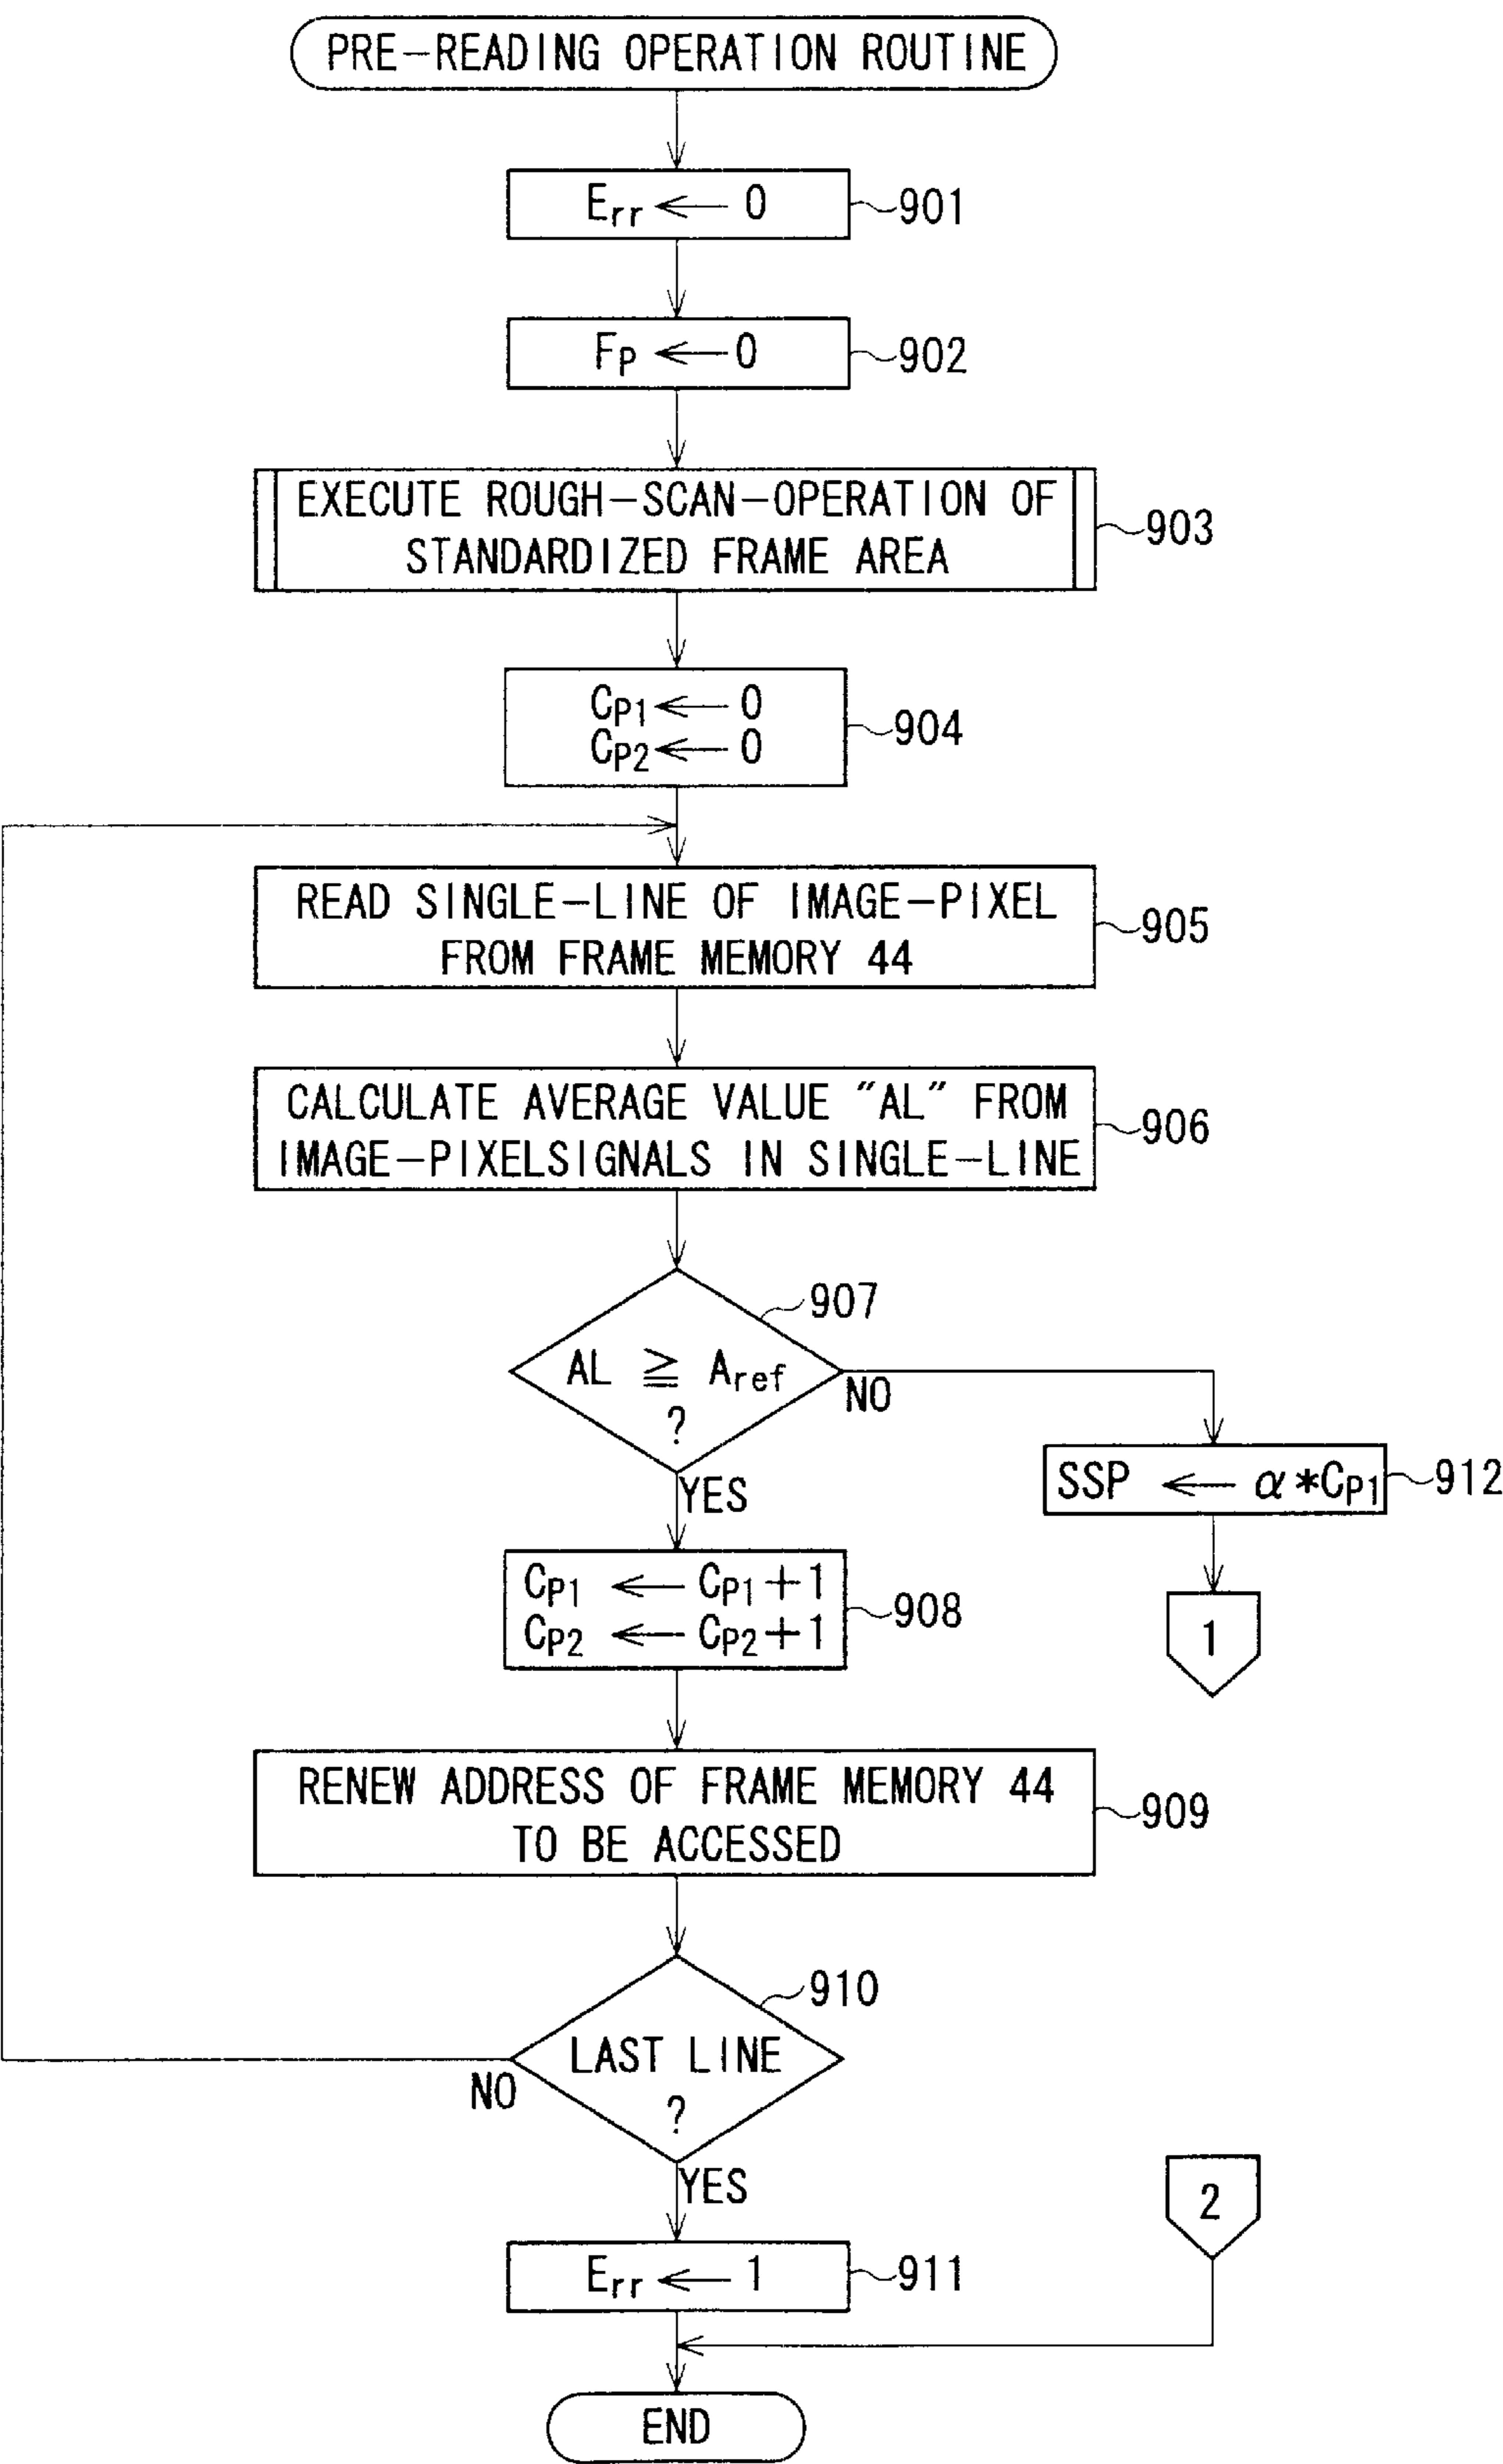 PRE-READING OPERATION ROUTINE
Err ← 0
901
FP ← 0
902
EXECUTE ROUGH-SCAN-OPERATION OF
STANDARDIZED FRAME AREA
903
CP1 ← 0
CP2 ← 0
904
READ SINGLE-LINE OF IMAGE-PIXEL
FROM FRAME MEMORY 44
905
CALCULATE AVERAGE VALUE "AL" FROM
IMAGE-PIXELSIGNALS IN SINGLE-LINE
906
907
AL ≧ Aref
?
NO
YES
SSP ← α*CP1
912
1
CP1 ← CP1+1
CP2 ← CP2+1
908
RENEW ADDRESS OF FRAME MEMORY 44
TO BE ACCESSED
909
910
LAST LINE
?
NO
YES
2
Err ← 1
911
END